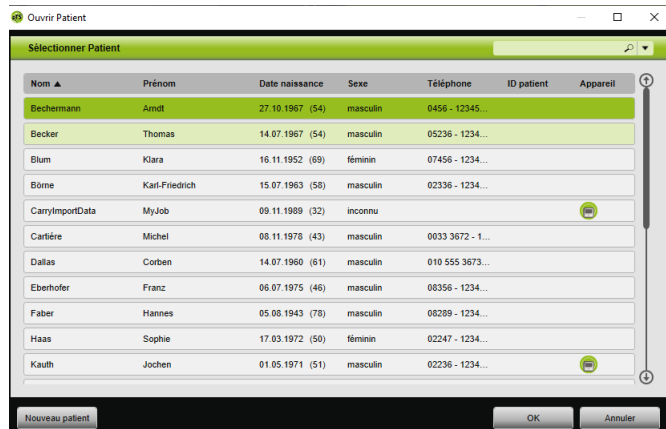 Ouvrir Patient
Sélectionner Patient
Nom ▲ Prénom Date naissance Sexe Téléphone ID patient Appareil
Bechermann Arndt 27.10.1967 (54) masculin 0456 - 12345...
Becker Thomas 14.07.1967 (54) masculin 05236 - 1234...
Blum Klara 16.11.1952 (69) féminin 07456 - 1234...
Börne Karl-Friedrich 15.07.1963 (58) masculin 02336 - 1234...
CarryImportData MyJob 09.11.1989 (32) inconnu
Cartiére Michel 08.11.1978 (43) masculin 0033 3672 - 1...
Dallas Corben 14.07.1960 (61) masculin 010 555 3673...
Eberhofer Franz 06.07.1975 (46) masculin 08356 - 1234...
Faber Hannes 05.08.1943 (78) masculin 08289 - 1234...
Haas Sophie 17.03.1972 (50) féminin 02247 - 1234...
Kauth Jochen 01.05.1971 (51) masculin 02236 - 1234...
Nouveau patient OK Annuler